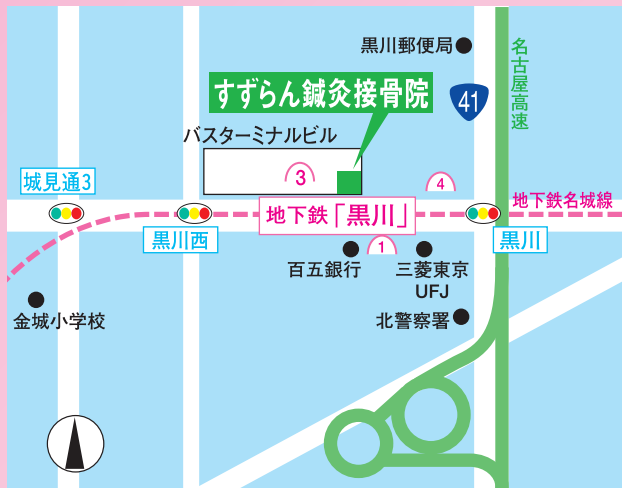 黒川郵便局
名古屋高速
すずらん鍼灸接骨院
41
バスターミナルビル
城見通3
3
4
地下鉄名城線
地下鉄「黒川」
黒川西
黒川
1
百五銀行
三菱東京
UFJ
金城小学校
北警察署